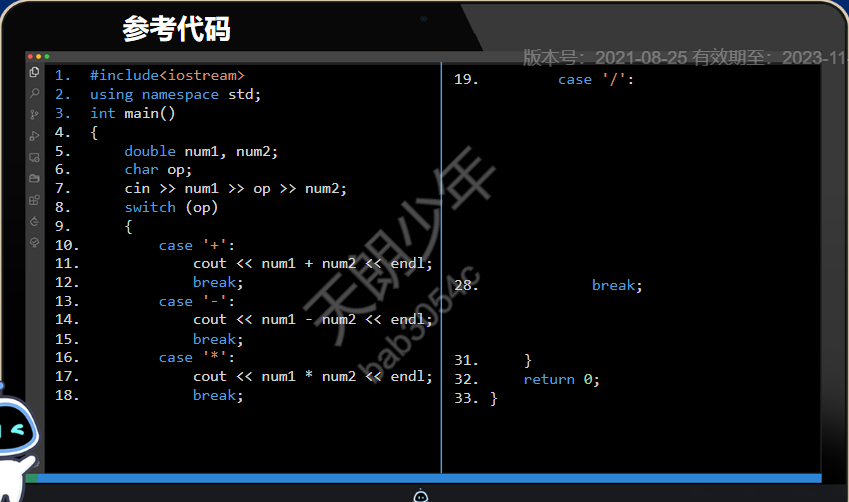 参考代码
版本号：2021-08-25 有效期至：2023-11
1. #include<iostream>
2. using namespace std;
3. int main()
4. {
5.     double num1, num2;
6.     char op;
7.     cin >> num1 >> op >> num2;
8.     switch (op)
9.     {
10.         case '+':
11.             cout << num1 + num2 << endl;
12.             break;
13.         case '-':
14.             cout << num1 - num2 << endl;
15.             break;
16.         case '*':
17.             cout << num1 * num2 << endl;
18.             break;
19.         case '/':
28.             break;
31.     }
32.     return 0;
33. }
天朗少年
bab3054c